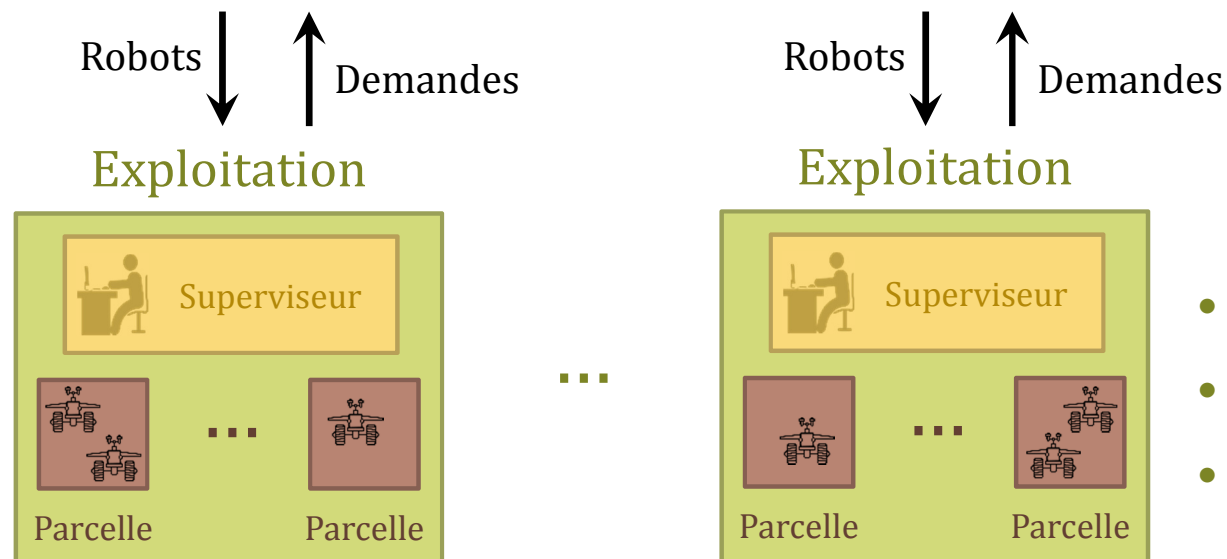 Robots
Demandes
Exploitation
Superviseur
...
Parcelle
Parcelle
...
Robots
Demandes
Exploitation
Superviseur
...
Parcelle
Parcelle
•
•
•